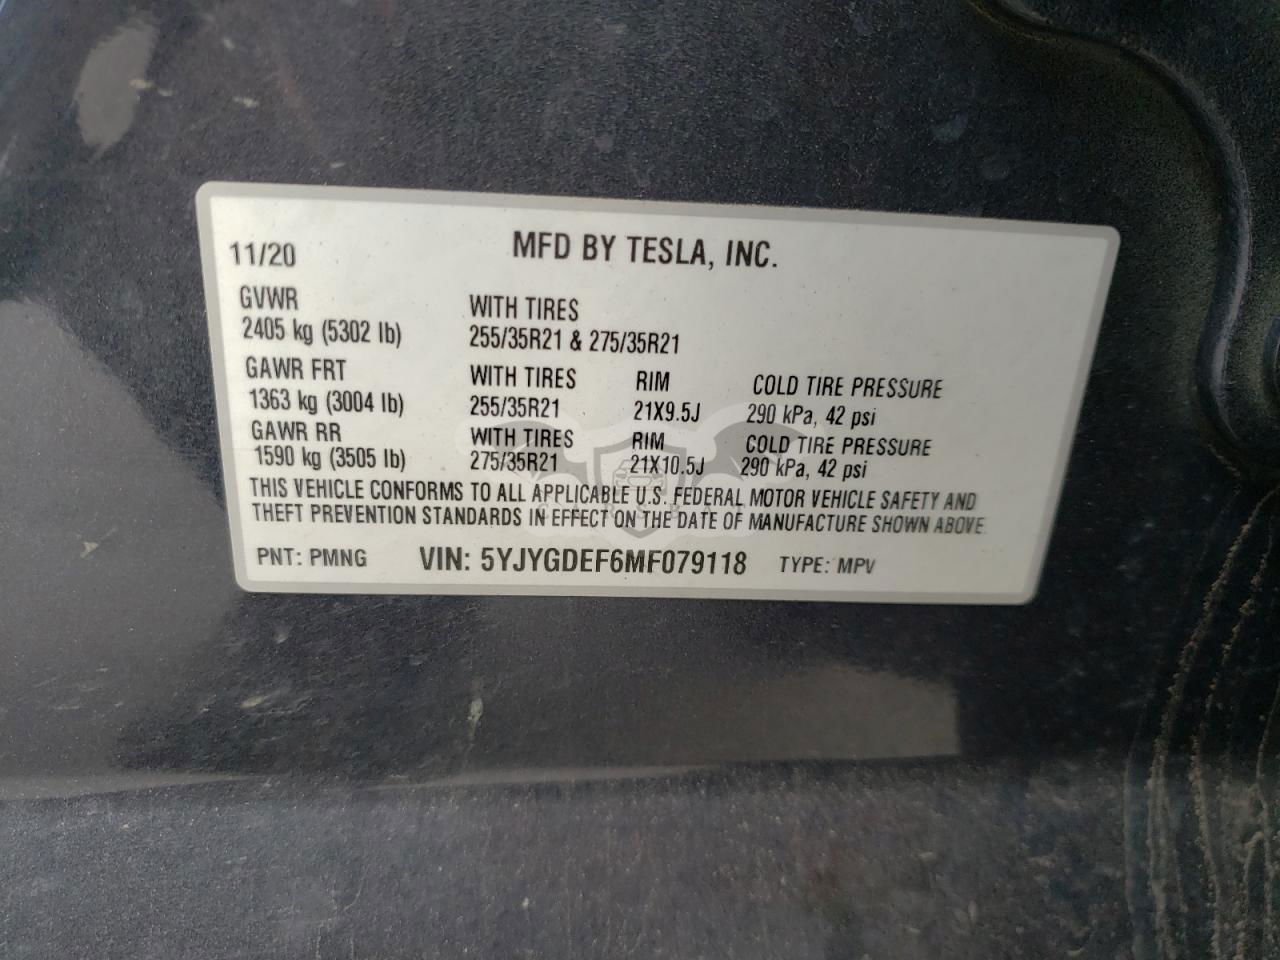 11/20 MFD BY TESLA, INC.
GVWR WITH TIRES
2405 kg (5302 lb) 255/35R21 & 275/35R21
GAWR FRT WITH TIRES RIM COLD TIRE PRESSURE
1363 kg (3004 lb) 255/35R21 21X9.5J 290 kPa, 42 psi
GAWR RR WITH TIRES RIM COLD TIRE PRESSURE
1590 kg (3505 lb) 275/35R21 21X10.5J 290 kPa, 42 psi
THIS VEHICLE CONFORMS TO ALL APPLICABLE U.S. FEDERAL MOTOR VEHICLE SAFETY AND
THEFT PREVENTION STANDARDS IN EFFECT ON THE DATE OF MANUFACTURE SHOWN ABOVE.
PNT: PMNG VIN: 5YJYGDEF6MF079118 TYPE: MPV